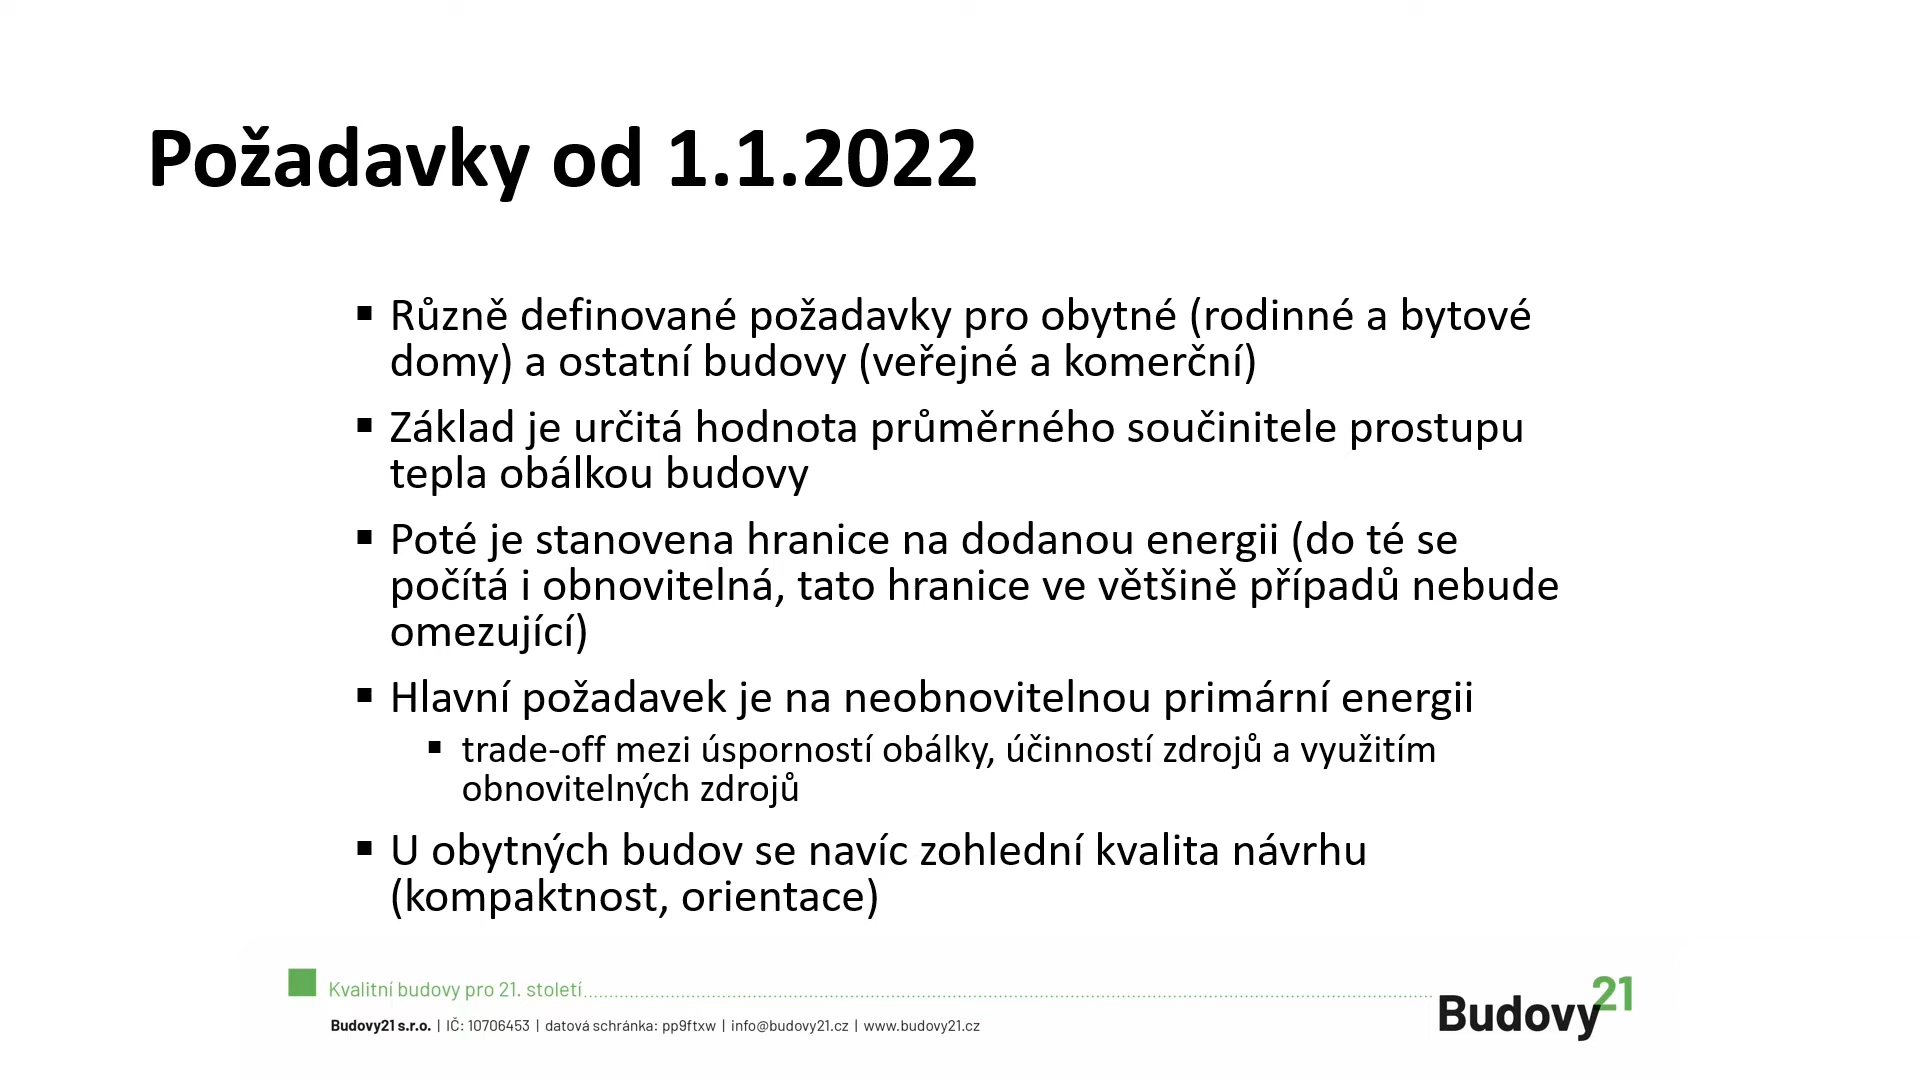 Požadavky od 1.1.2022
▪ Různě definované požadavky pro obytné (rodinné a bytové
domy) a ostatní budovy (veřejné a komerční)
▪ Základ je určitá hodnota průměrného součinitele prostupu
tepla obálkou budovy
▪ Poté je stanovena hranice na dodanou energii (do té se
počítá i obnovitelná, tato hranice ve většině případů nebude
omezující)
▪ Hlavní požadavek je na neobnovitelnou primární energii
▪ trade-off mezi úsporností obálky, účinností zdrojů a využitím
obnovitelných zdrojů
▪ U obytných budov se navíc zohlední kvalita návrhu
(kompaktnost, orientace)
Kvalitní budovy pro 21. století
Budovy21 s.r.o. | IČ: 10706453 | datová schránka: pp9ftxw | info@budovy21.cz | www.budovy21.cz
Budovy21